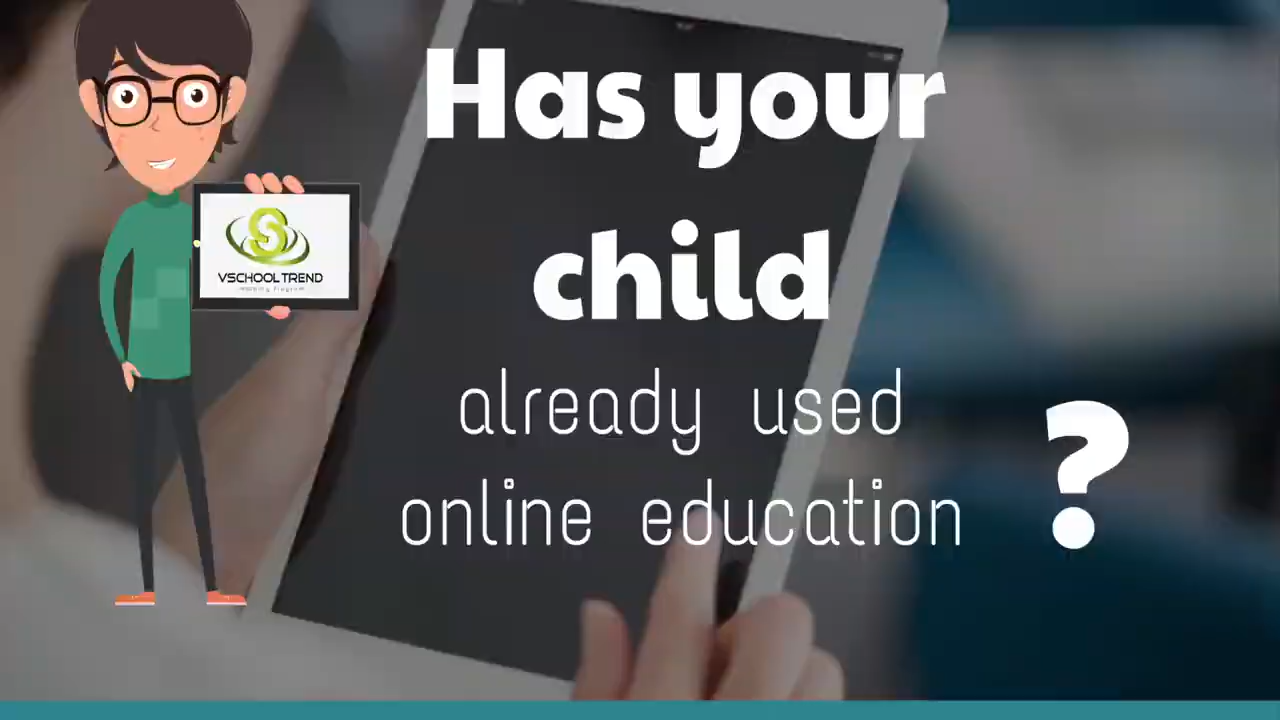 Has your
child
already used
online education
?
VSCHOOL TREND